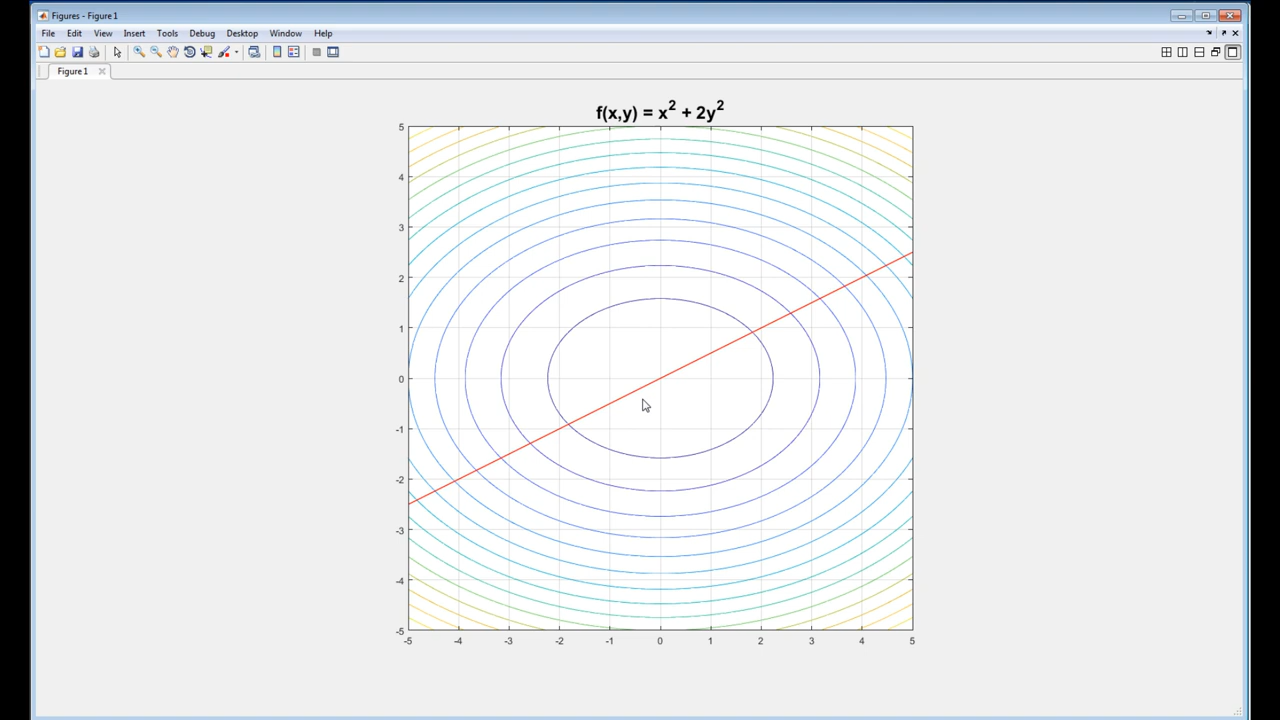 Figures - Figure 1
File Edit View Insert Tools Debug Desktop Window Help
Figure 1
f(x,y) = x² + 2y²
5
4
3
2
1
0
-1
-2
-3
-4
-5
-5 -4 -3 -2 -1 0 1 2 3 4 5